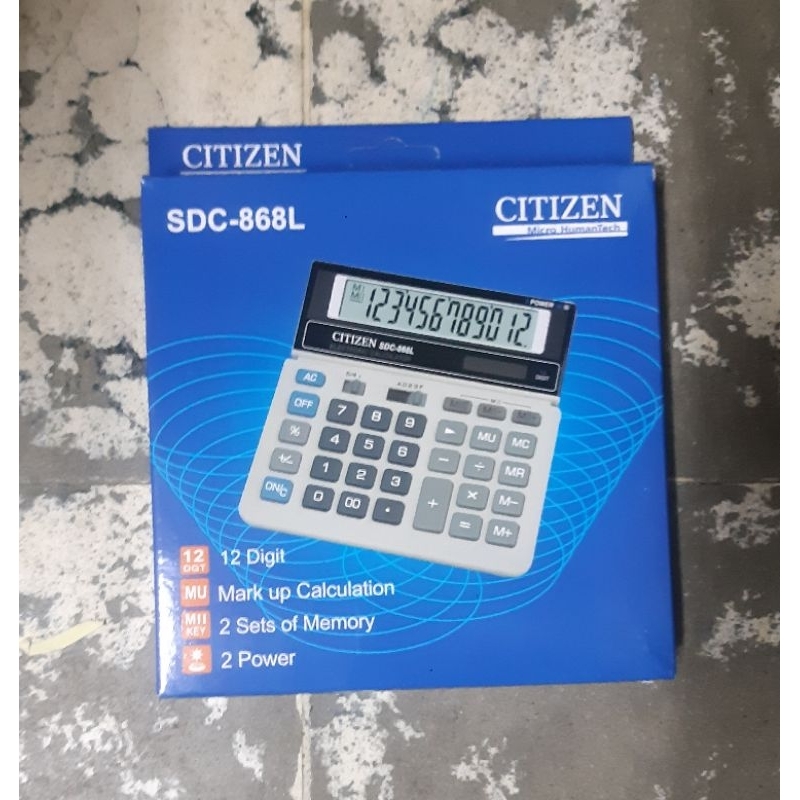 CITIZEN
SDC-868L
CITIZEN
Micro HumanTech
POWER
M
M
123456789012.
CITIZEN SDC-868L
AC
OFF 7 8 9 MU MC
% 4 5 6 − ÷ MR
+/− 1 2 3 + × M−
ON/C 0 00 . = M+
12 DGT 12 Digit
MU Mark up Calculation
MII KEY 2 Sets of Memory
2 Power